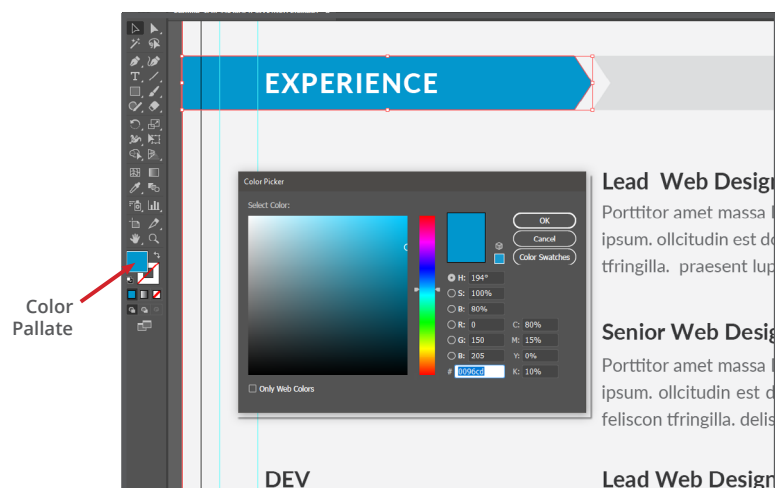 EXPERIENCE
Color Picker
Select Color:
OK
Cancel
Color Swatches
H: 194°
S: 100%
B: 80%
R: 0
G: 150
B: 205
# 0096cd
C: 80%
M: 15%
Y: 0%
K: 10%
Only Web Colors
Color
Pallate
Lead Web Design
Porttitor amet massa
ipsum. ollcitudin est do
tfringilla. praesent lup
Senior Web Desig
Porttitor amet massa
ipsum. ollcitudin est d
feliscon tfringilla. delis
DEV
Lead Web Design